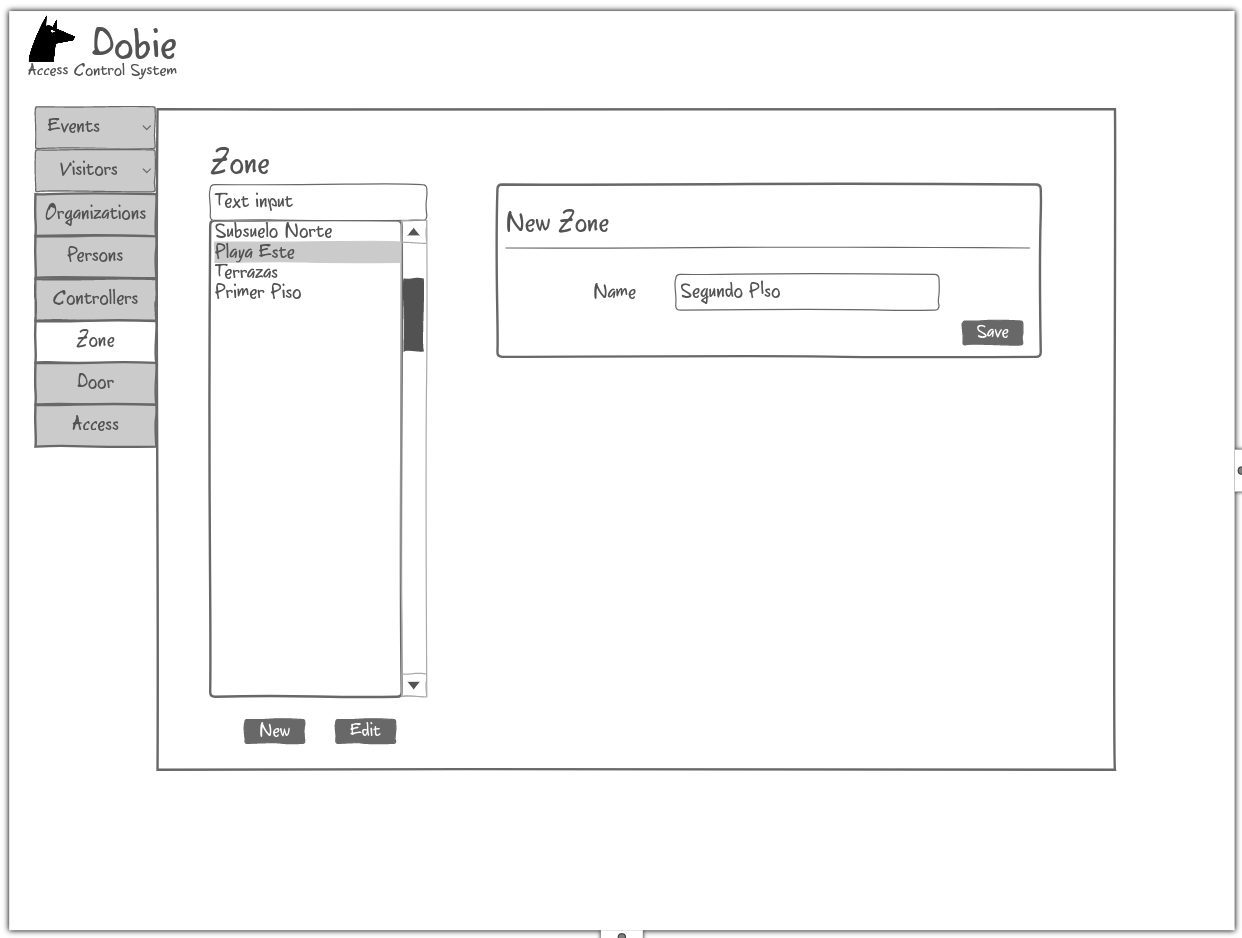 Dobie
Access Control System
Events
Visitors
Organizations
Persons
Controllers
Zone
Door
Access
Zone
Text input
Subsuelo Norte
Playa Este
Terrazas
Primer Piso
New
Edit
New Zone
Name
Segundo PIso
Save